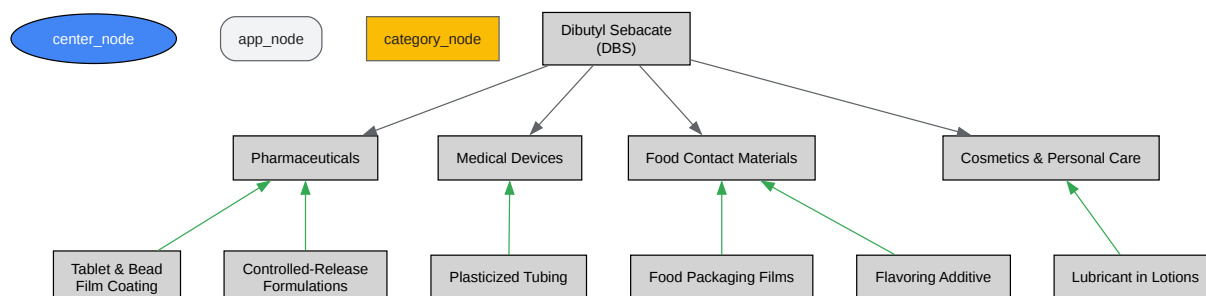 center_node
app_node
category_node
Dibutyl Sebacate
(DBS)
Pharmaceuticals
Medical Devices
Food Contact Materials
Cosmetics & Personal Care
Tablet & Bead
Film Coating
Controlled-Release
Formulations
Plasticized Tubing
Food Packaging Films
Flavoring Additive
Lubricant in Lotions